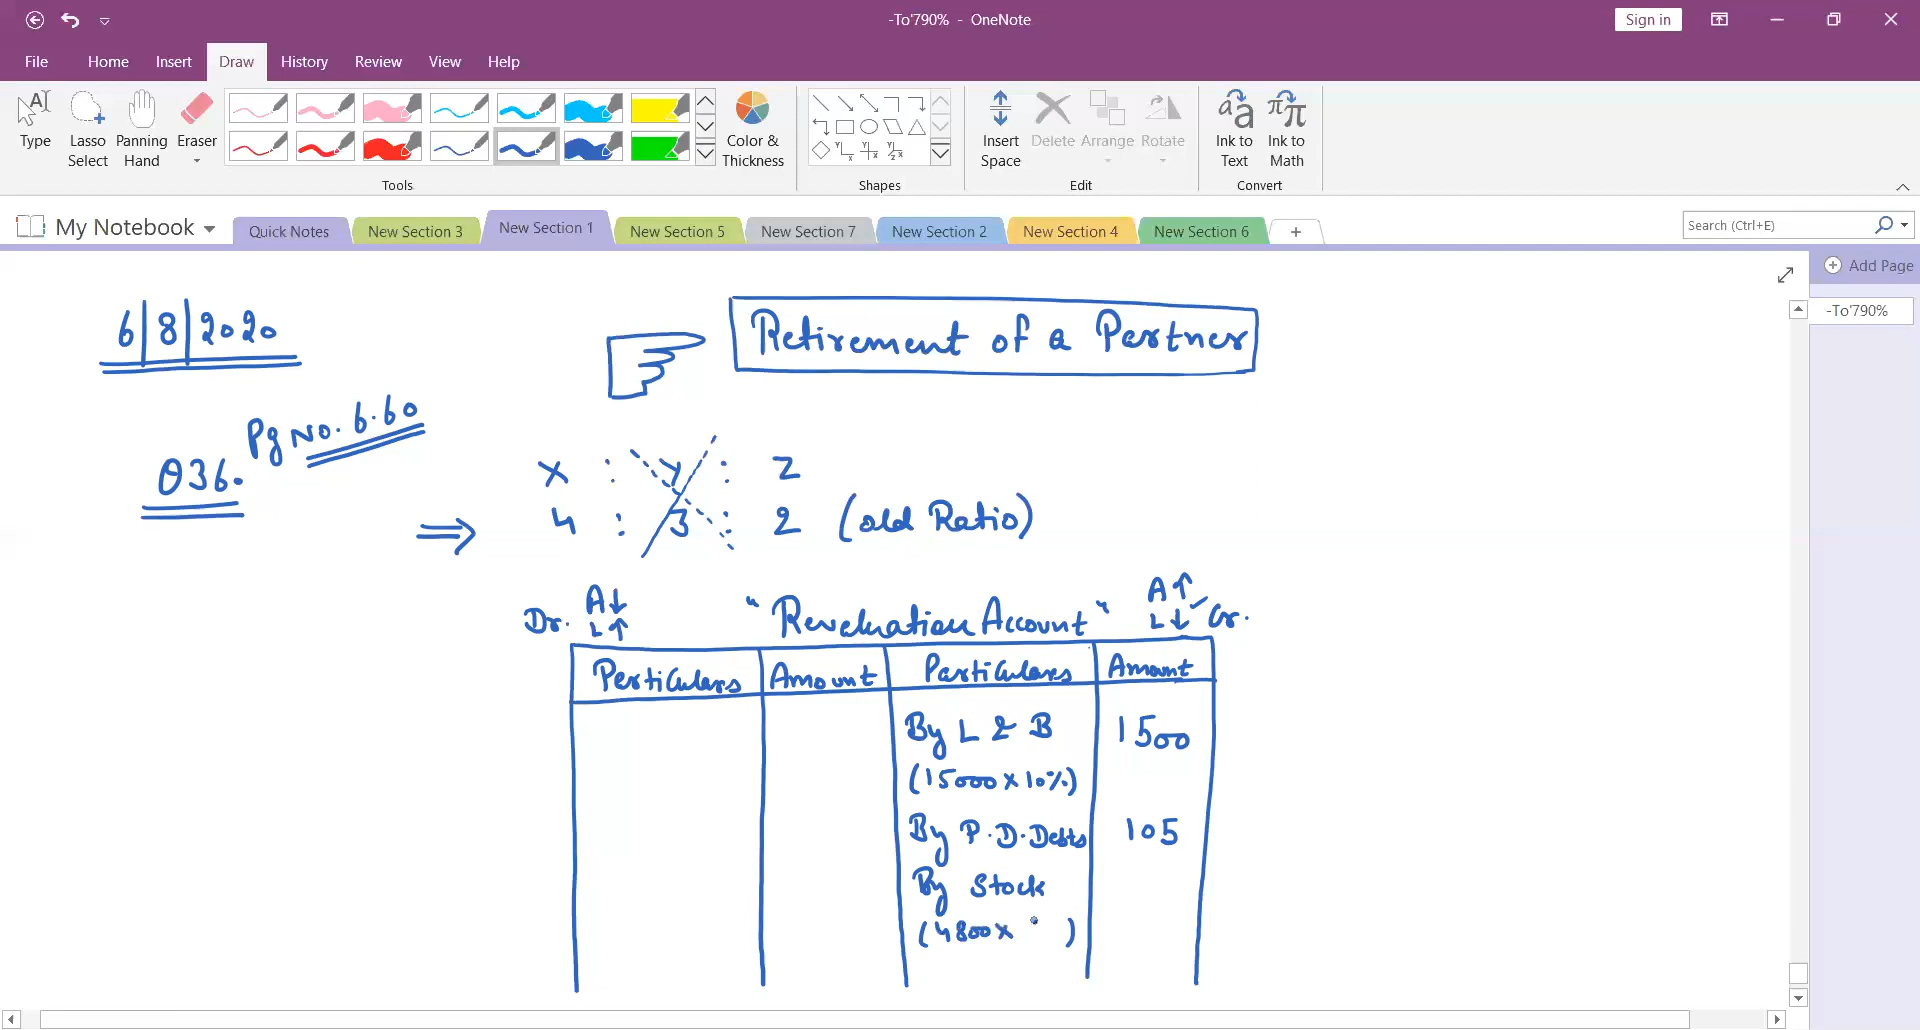 -To'790% - OneNote
Sign in
File Home Insert Draw History Review View Help
Type
Lasso Select
Panning Hand
Eraser
Color & Thickness
Insert Space
Delete
Arrange
Rotate
Ink to Text
Ink to Math
Tools
Shapes
Edit
Convert
My Notebook
Quick Notes
New Section 3
New Section 1
New Section 5
New Section 7
New Section 2
New Section 4
New Section 6
Search (Ctrl+E)
Add Page
-To'790%
6|8|2020
Retirement of a Partner
Pg No. 6.60
Q36.
X : Y : Z
⇒ 4 : 3 : 2 (old Ratio)
Dr. A↓ L↑ "Revaluation Account" A↑ L↓ Cr.
Particulars Amount Particulars Amount
By L & B 1500
(15000 x 10%)
By P.D.Debts 105
By Stock
(4800 x )